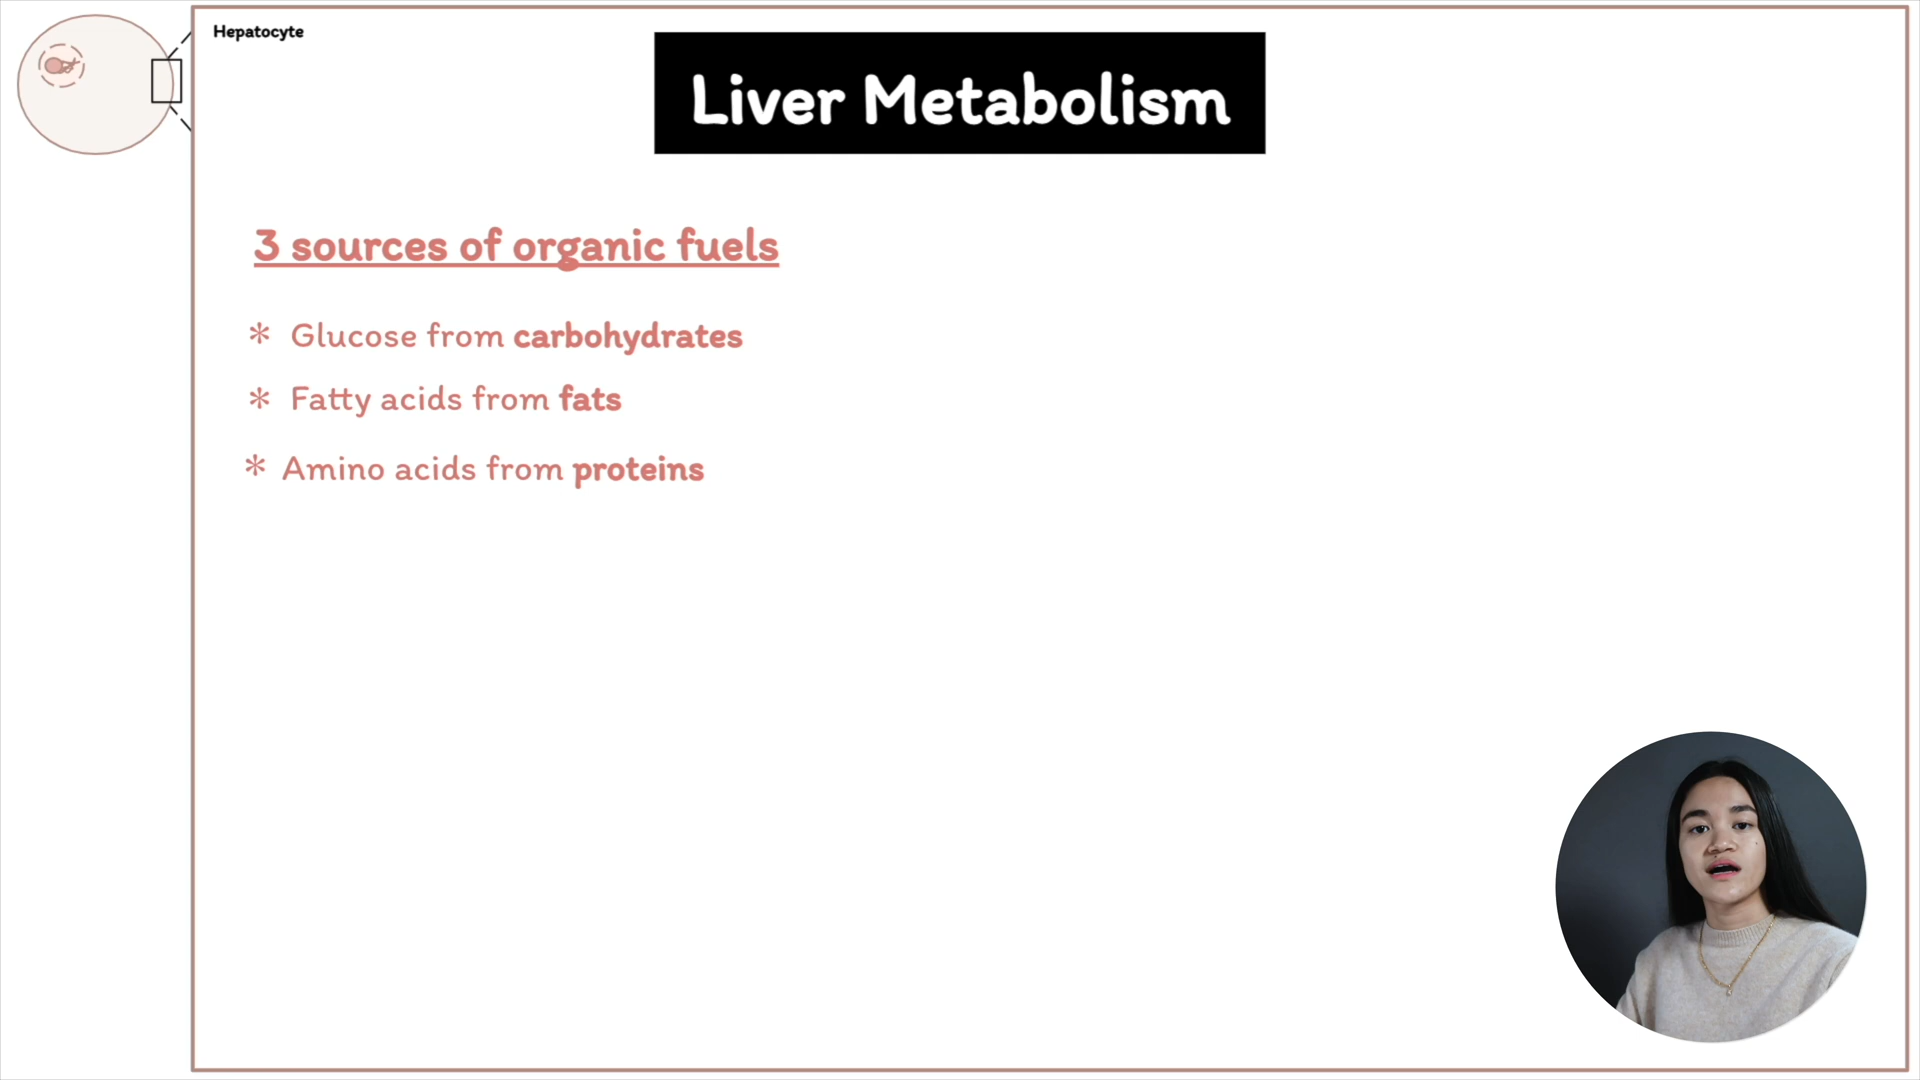 Hepatocyte
Liver Metabolism
3 sources of organic fuels
* Glucose from carbohydrates
* Fatty acids from fats
* Amino acids from proteins